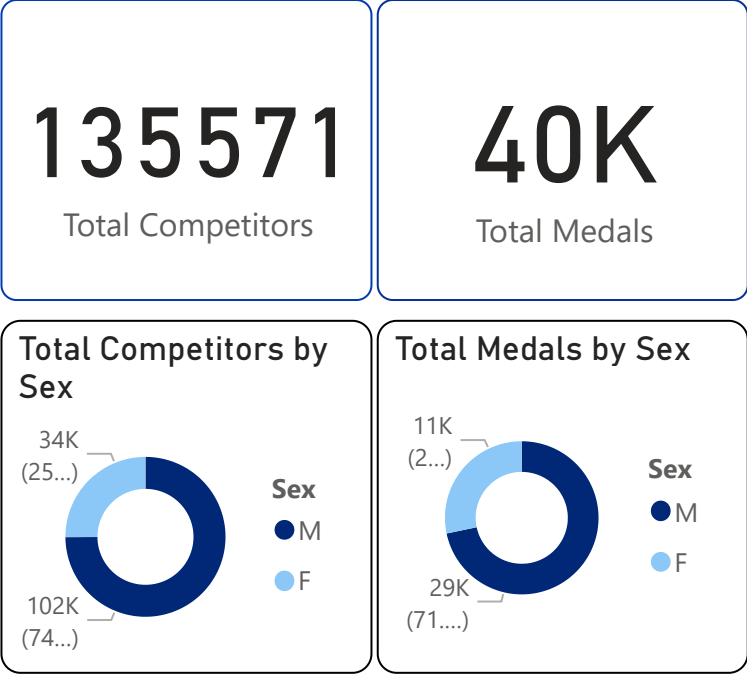 135571
Total Competitors
40K
Total Medals
Total Competitors by
Sex
34K
(25...)
102K
(74...)
Sex
M
F
Total Medals by Sex
11K
(2...)
29K
(71....)
Sex
M
F